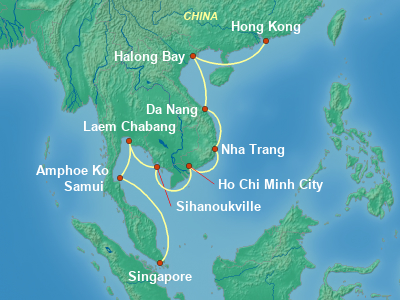 CHINA
Hong Kong
Halong Bay
Da Nang
Laem Chabang
Nha Trang
Amphoe Ko
Samui
Ho Chi Minh City
Sihanoukville
Singapore